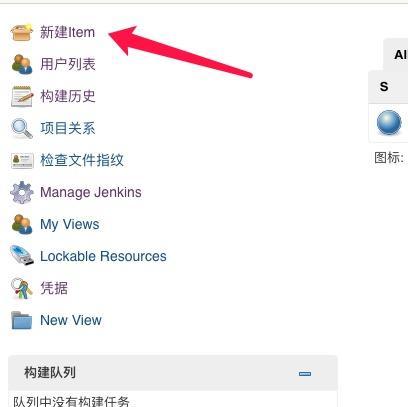 新建Item
用户列表
构建历史
项目关系
检查文件指纹
Manage Jenkins
My Views
Lockable Resources
凭据
New View
构建队列
队列中没有构建任务
S
图标: